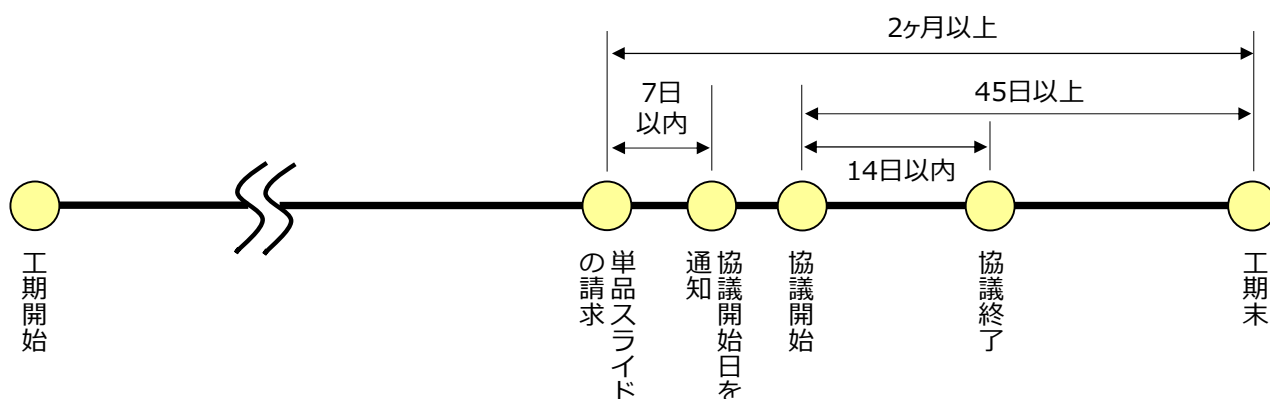 2ヶ月以上
7日
以内
45日以上
14日以内
工期開始
単品スライド
の請求
協議開始日を
通知
協議開始
協議終了
工期末